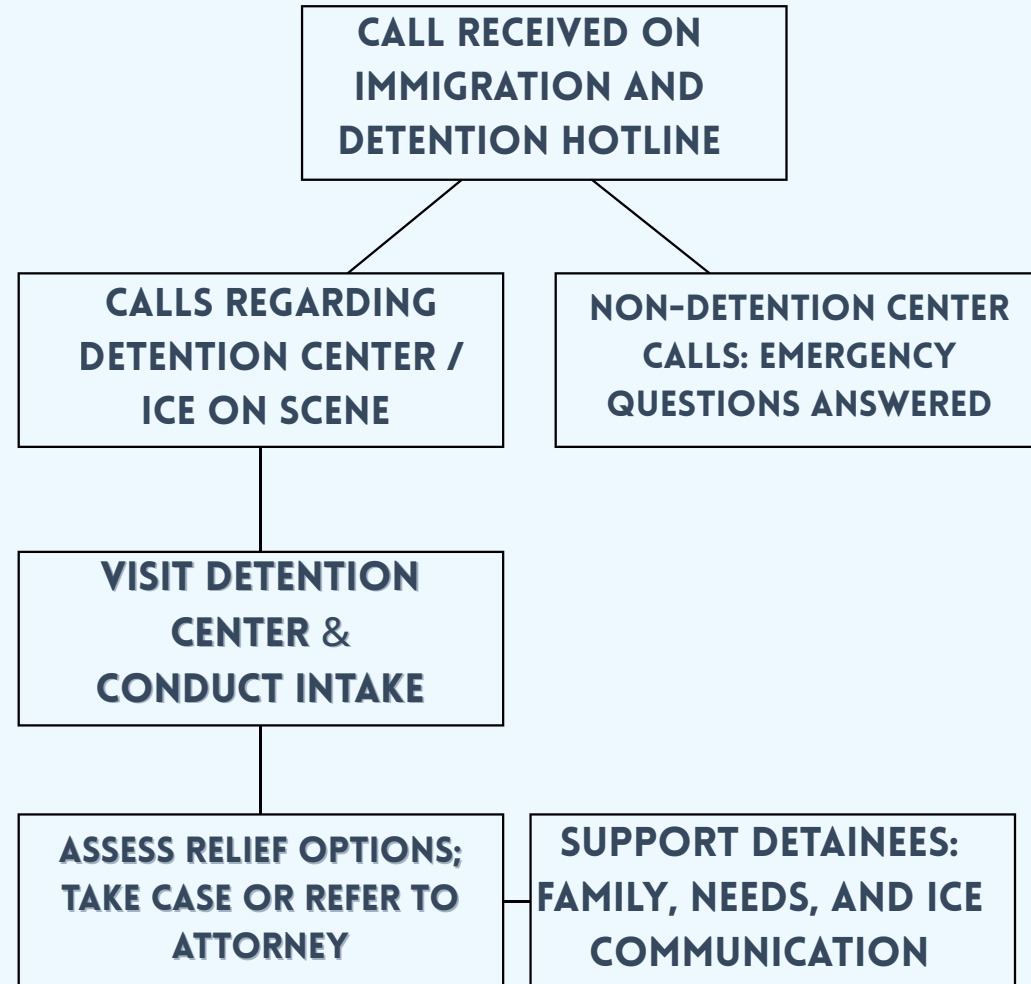 CALL RECEIVED ON
IMMIGRATION AND
DETENTION HOTLINE
CALLS REGARDING
DETENTION CENTER /
ICE ON SCENE
NON-DETENTION CENTER
CALLS: EMERGENCY
QUESTIONS ANSWERED
VISIT DETENTION
CENTER &
CONDUCT INTAKE
ASSESS RELIEF OPTIONS;
TAKE CASE OR REFER TO
ATTORNEY
SUPPORT DETAINEES:
FAMILY, NEEDS, AND ICE
COMMUNICATION